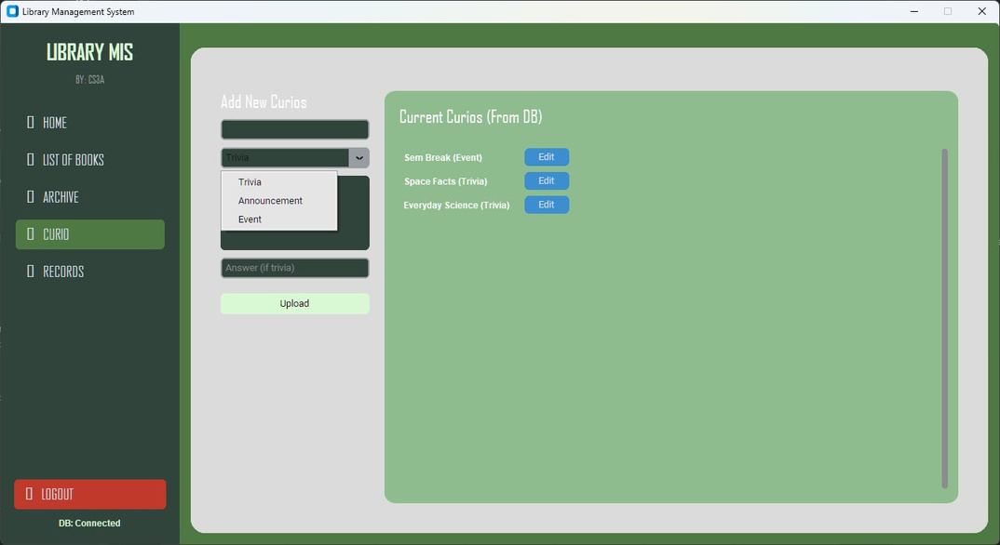 Library Management System
LIBRARY MIS
BY: CS3A
HOME
LIST OF BOOKS
ARCHIVE
CURIO
RECORDS
LOGOUT
DB: Connected
Add New Curios
Trivia
Trivia
Announcement
Event
Answer (if trivia)
Upload
Current Curios (From DB)
Sem Break (Event) Edit
Space Facts (Trivia) Edit
Everyday Science (Trivia) Edit